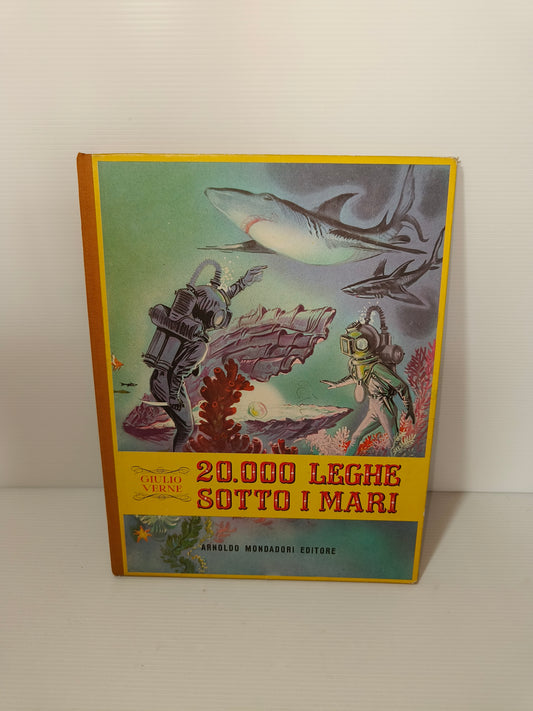 GIULIO
VERNE
20.000 LEGHE
SOTTO I MARI
ARNOLDO MONDADORI EDITORE